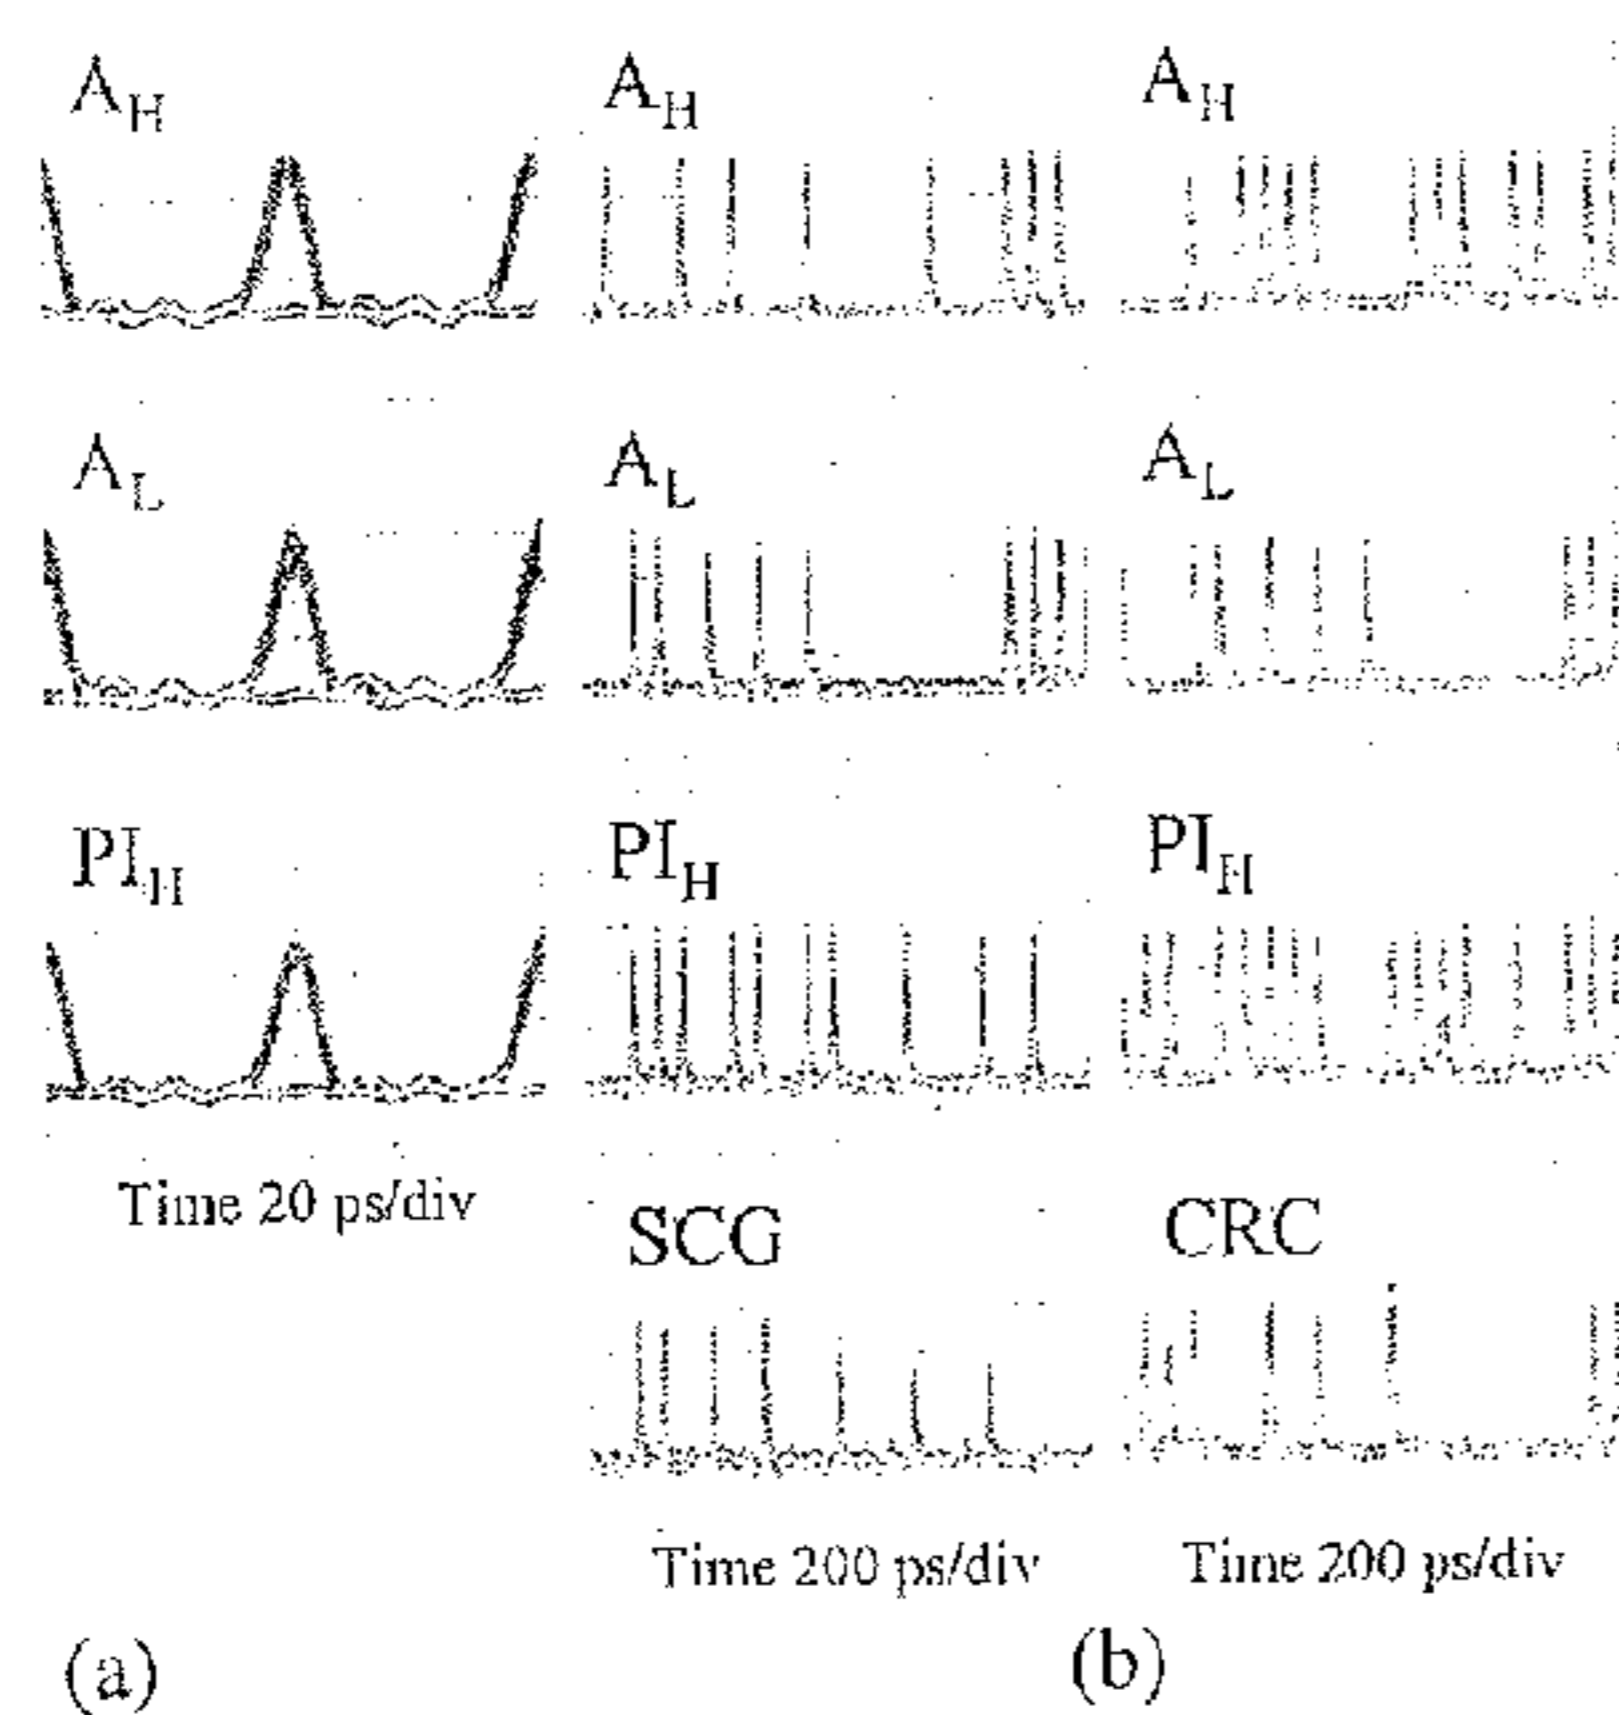 A_H A_H A_H
A_L A_L A_L
PI_H PI_H PI_H
Time 20 ps/div
SCG CRC
Time 200 ps/div Time 200 ps/div
(a) (b)